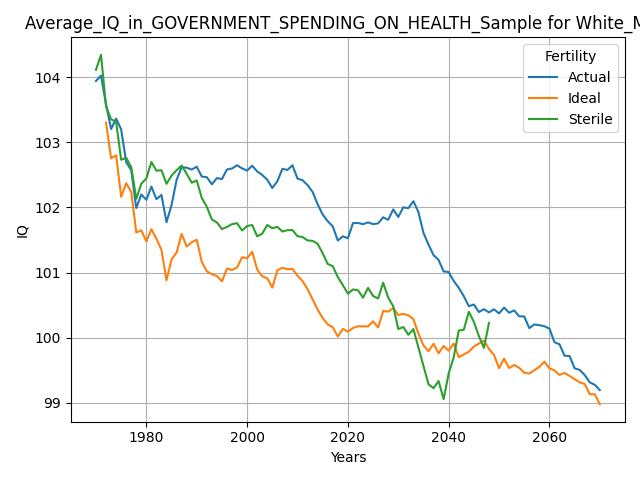 Average_IQ_in_GOVERNMENT_SPENDING_ON_HEALTH_Sample for White_M
Fertility
Actual
Ideal
Sterile
IQ
104
103
102
101
100
99
1980
2000
2020
2040
2060
Years